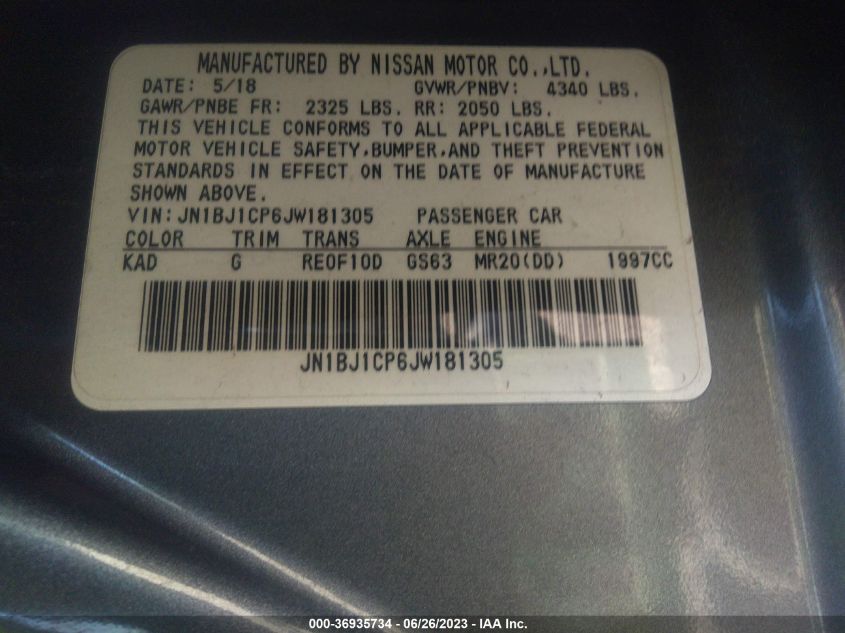 MANUFACTURED BY NISSAN MOTOR CO.,LTD.
DATE: 5/18 GVWR/PNBV: 4340 LBS.
GAWR/PNBE FR: 2325 LBS. RR: 2050 LBS.
THIS VEHICLE CONFORMS TO ALL APPLICABLE FEDERAL
MOTOR VEHICLE SAFETY,BUMPER,AND THEFT PREVENTION
STANDARDS IN EFFECT ON THE DATE OF MANUFACTURE
SHOWN ABOVE.
VIN:JN1BJ1CP6JW181305 PASSENGER CAR
COLOR TRIM TRANS AXLE ENGINE
KAD G RE0F10D GS63 MR20(DD) 1997CC
JN1BJ1CP6JW181305
000-36935734 - 06/26/2023 - IAA Inc.